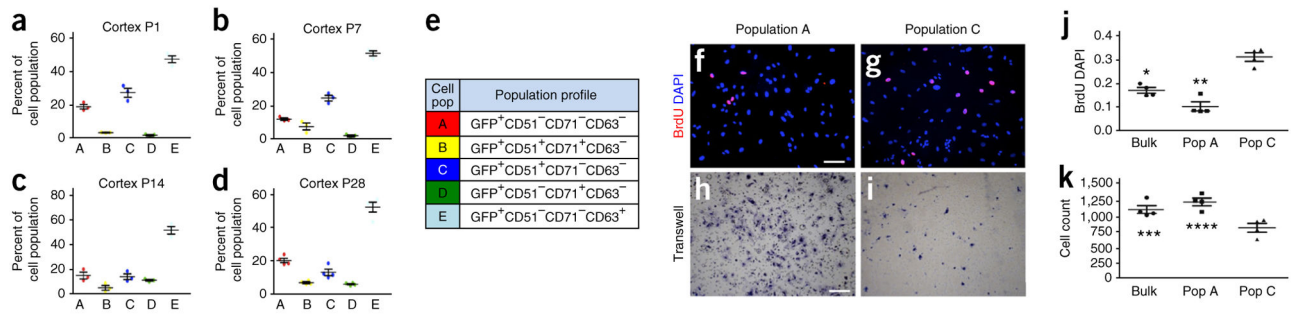 a
Cortex P1
Percent of
cell population
60
40
20
0
A B C D E
b
Cortex P7
Percent of
cell population
60
40
20
0
A B C D E
c
Cortex P14
Percent of
cell population
80
60
40
20
0
A B C D E
d
Cortex P28
Percent of
cell population
60
40
20
0
A B C D E
e
Cell pop Population profile
A GFP⁺CD51⁻CD71⁻CD63⁻
B GFP⁺CD51⁺CD71⁺CD63⁻
C GFP⁺CD51⁺CD71⁻CD63⁻
D GFP⁺CD51⁻CD71⁺CD63⁻
E GFP⁺CD51⁻CD71⁻CD63⁺
Population A Population C
BrdU DAPI
f g
Transwell
h i
j
BrdU DAPI
0.4
0.3
0.2
0.1
0.0
* **
Bulk Pop A Pop C
k
Cell count
1,500
1,250
1,000
750
500
250
0
*** ****
Bulk Pop A Pop C